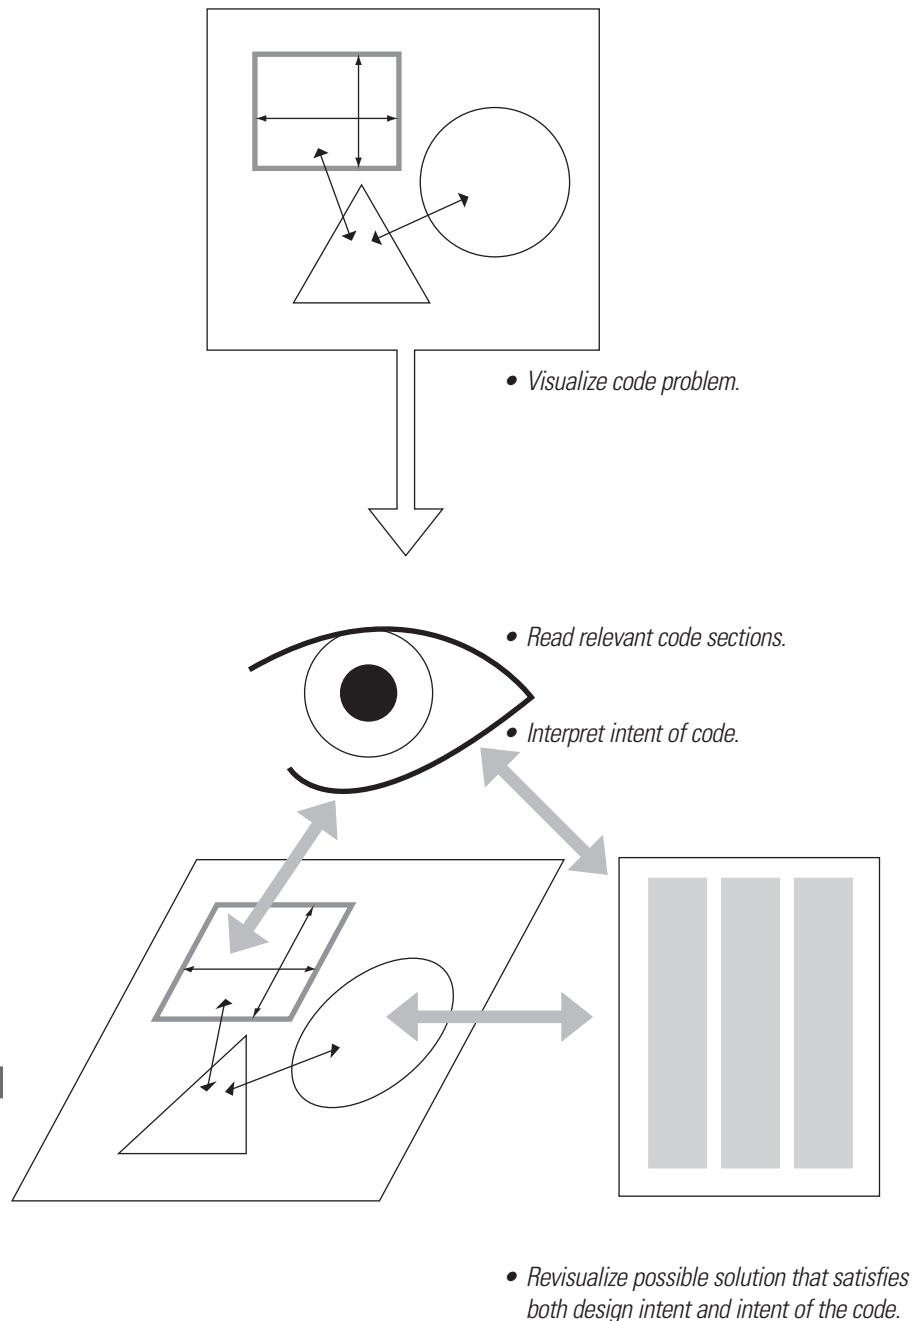 • Visualize code problem.
• Read relevant code sections.
• Interpret intent of code.
• Revisualize possible solution that satisfies
both design intent and intent of the code.